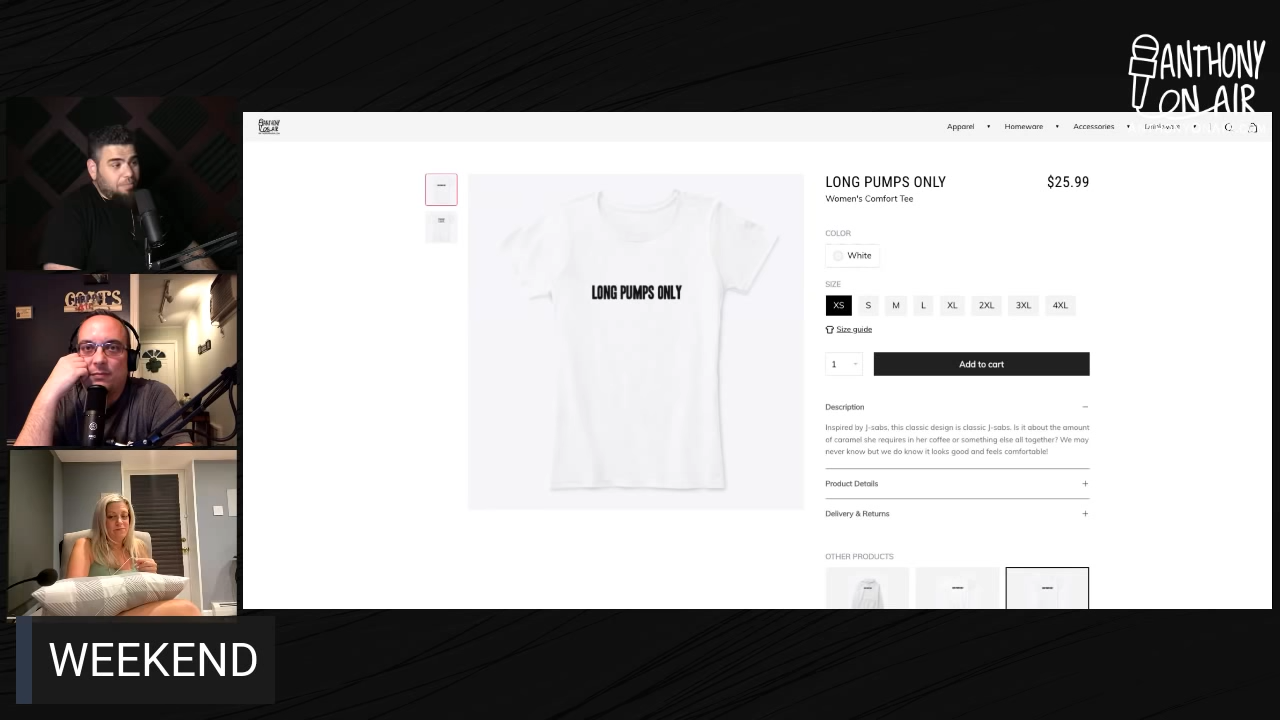 ANTHONY
ON AIR
ANTHONY
ON AIR
Apparel
Homeware
Accessories
LONG PUMPS ONLY
$25.99
Women's Comfort Tee
COLOR
White
SIZE
XS S M L XL 2XL 3XL 4XL
Size guide
1
Add to cart
LONG PUMPS ONLY
Description
Inspired by J-sabs, this classic design is classic J-sabs. Is it about the amount
of caramel she requires in her coffee or something else all together? We may
never know but we do know it looks good and feels comfortable!
Product Details
Delivery & Returns
OTHER PRODUCTS
WEEKEND